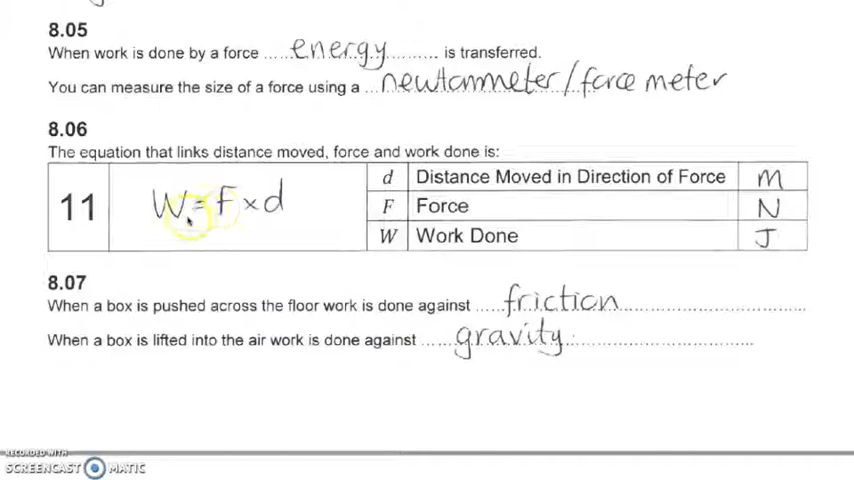 8.05
When work is done by a force ......energy........... is transferred.
You can measure the size of a force using a ...newtonmeter/force meter
8.06
The equation that links distance moved, force and work done is:
11 W = F × d
d Distance Moved in Direction of Force m
F Force N
W Work Done J
8.07
When a box is pushed across the floor work is done against .....friction...............................................
When a box is lifted into the air work is done against ......gravity.............................................
RECORDED WITH
SCREENCAST MATIC